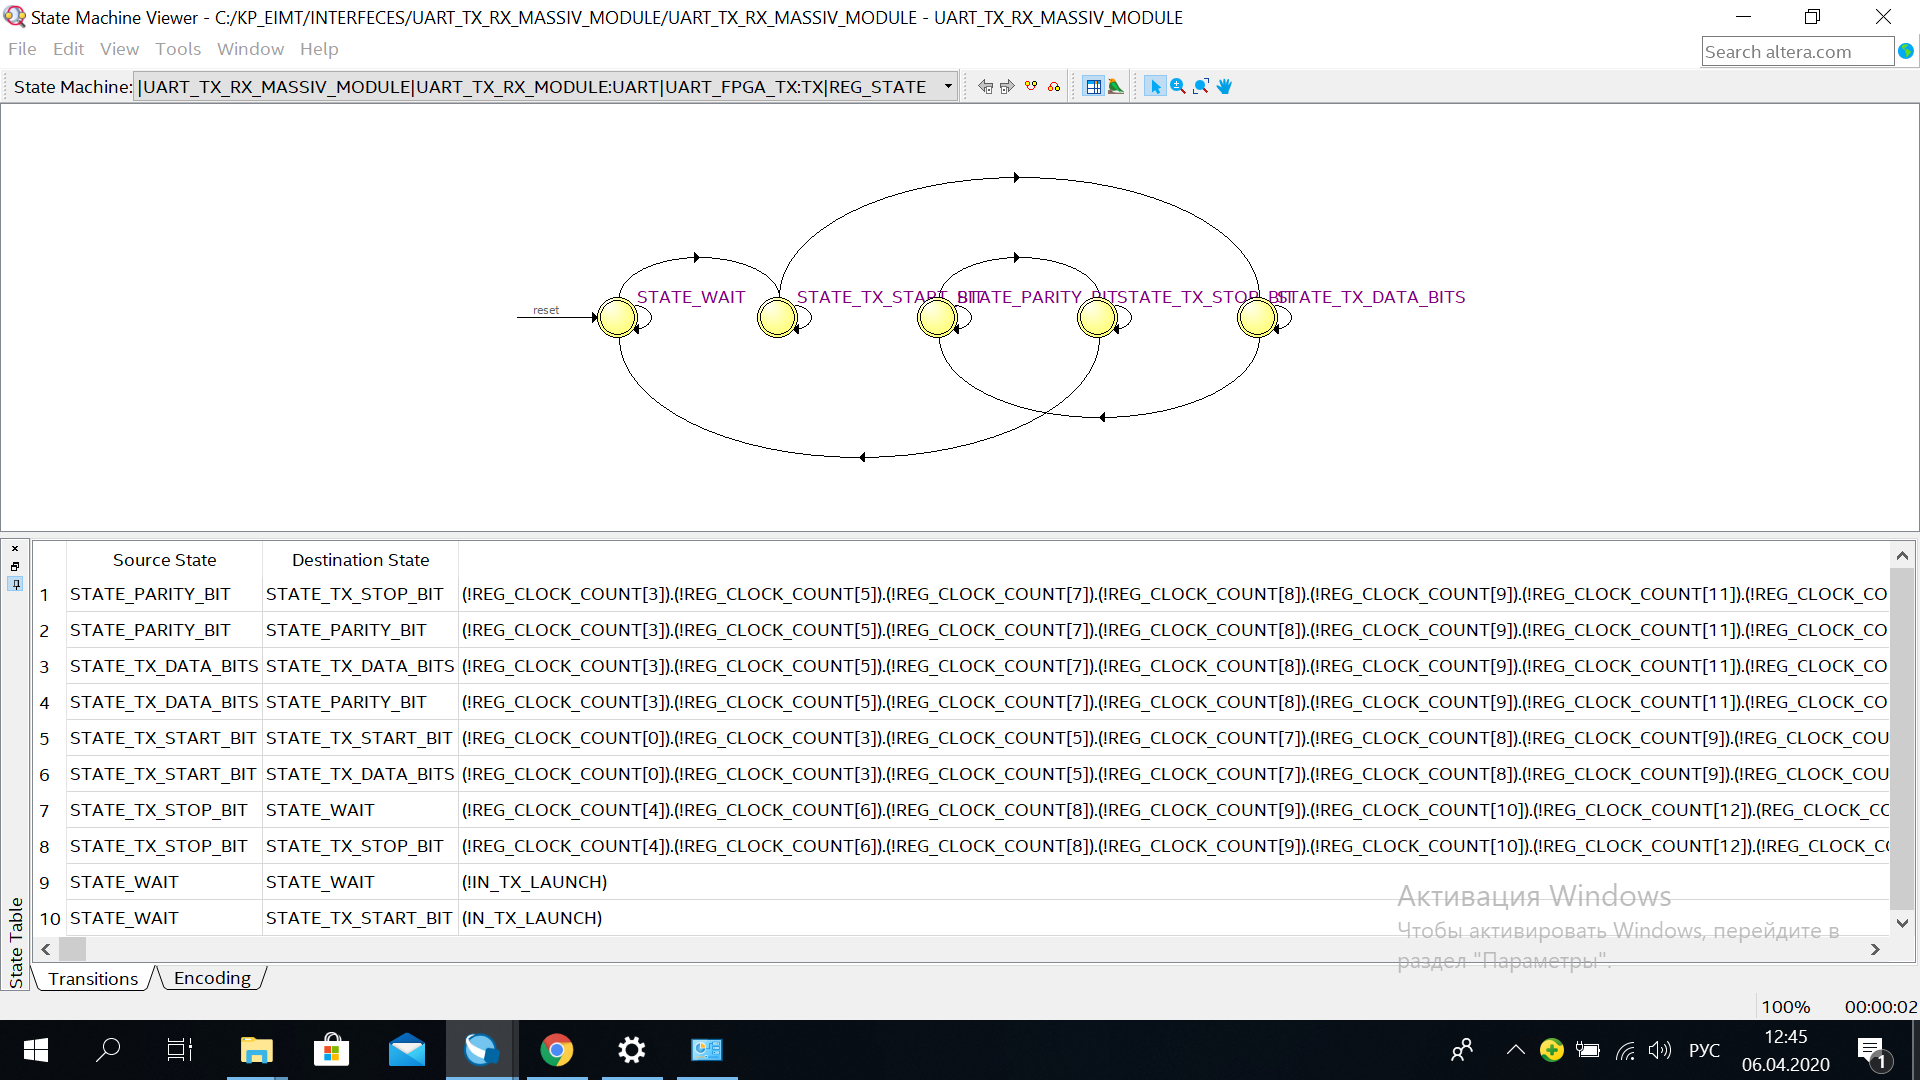 State Machine Viewer - C:/KP_EIMT/INTERFECES/UART_TX_RX_MASSIV_MODULE/UART_TX_RX_MASSIV_MODULE - UART_TX_RX_MASSIV_MODULE
File Edit View Tools Window Help
Search altera.com
State Machine: |UART_TX_RX_MASSIV_MODULE|UART_TX_RX_MODULE:UART|UART_FPGA_TX:TX|REG_STATE
reset
STATE_WAIT STATE_TX_START_BIT STATE_PARITY_BIT STATE_TX_STOP_BIT STATE_TX_DATA_BITS
Source State Destination State
1 STATE_PARITY_BIT STATE_TX_STOP_BIT (!REG_CLOCK_COUNT[3]).(!REG_CLOCK_COUNT[5]).(!REG_CLOCK_COUNT[7]).(!REG_CLOCK_COUNT[8]).(!REG_CLOCK_COUNT[9]).(!REG_CLOCK_COUNT[11]).(!REG_CLOCK_CO
2 STATE_PARITY_BIT STATE_PARITY_BIT (!REG_CLOCK_COUNT[3]).(!REG_CLOCK_COUNT[5]).(!REG_CLOCK_COUNT[7]).(!REG_CLOCK_COUNT[8]).(!REG_CLOCK_COUNT[9]).(!REG_CLOCK_COUNT[11]).(!REG_CLOCK_CO
3 STATE_TX_DATA_BITS STATE_TX_DATA_BITS (!REG_CLOCK_COUNT[3]).(!REG_CLOCK_COUNT[5]).(!REG_CLOCK_COUNT[7]).(!REG_CLOCK_COUNT[8]).(!REG_CLOCK_COUNT[9]).(!REG_CLOCK_COUNT[11]).(!REG_CLOCK_CO
4 STATE_TX_DATA_BITS STATE_PARITY_BIT (!REG_CLOCK_COUNT[3]).(!REG_CLOCK_COUNT[5]).(!REG_CLOCK_COUNT[7]).(!REG_CLOCK_COUNT[8]).(!REG_CLOCK_COUNT[9]).(!REG_CLOCK_COUNT[11]).(!REG_CLOCK_CO
5 STATE_TX_START_BIT STATE_TX_START_BIT (!REG_CLOCK_COUNT[0]).(!REG_CLOCK_COUNT[3]).(!REG_CLOCK_COUNT[5]).(!REG_CLOCK_COUNT[7]).(!REG_CLOCK_COUNT[8]).(!REG_CLOCK_COUNT[9]).(!REG_CLOCK_COU
6 STATE_TX_START_BIT STATE_TX_DATA_BITS (!REG_CLOCK_COUNT[0]).(!REG_CLOCK_COUNT[3]).(!REG_CLOCK_COUNT[5]).(!REG_CLOCK_COUNT[7]).(!REG_CLOCK_COUNT[8]).(!REG_CLOCK_COUNT[9]).(!REG_CLOCK_COU
7 STATE_TX_STOP_BIT STATE_WAIT (!REG_CLOCK_COUNT[4]).(!REG_CLOCK_COUNT[6]).(!REG_CLOCK_COUNT[8]).(!REG_CLOCK_COUNT[9]).(!REG_CLOCK_COUNT[10]).(!REG_CLOCK_COUNT[12]).(REG_CLOCK_CC
8 STATE_TX_STOP_BIT STATE_TX_STOP_BIT (!REG_CLOCK_COUNT[4]).(!REG_CLOCK_COUNT[6]).(!REG_CLOCK_COUNT[8]).(!REG_CLOCK_COUNT[9]).(!REG_CLOCK_COUNT[10]).(!REG_CLOCK_COUNT[12]).(!REG_CLOCK_C
9 STATE_WAIT STATE_WAIT (!IN_TX_LAUNCH)
10 STATE_WAIT STATE_TX_START_BIT (IN_TX_LAUNCH)
State Table
Активация Windows
Чтобы активировать Windows, перейдите в
раздел "Параметры".
Transitions Encoding
100% 00:00:02
РУС
12:45
06.04.2020
1